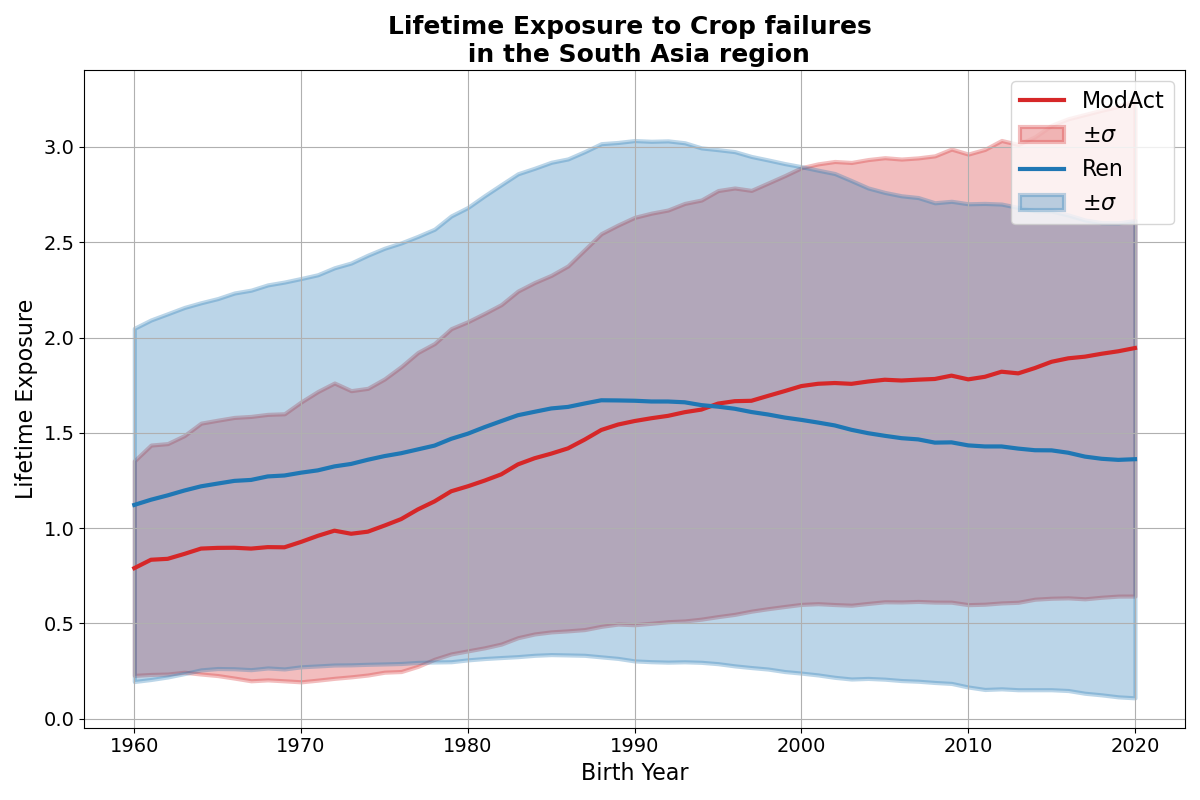 Lifetime Exposure to Crop failures
in the South Asia region
ModAct
±σ
Ren
±σ
Lifetime Exposure
3.0
2.5
2.0
1.5
1.0
0.5
0.0
1960 1970 1980 1990 2000 2010 2020
Birth Year